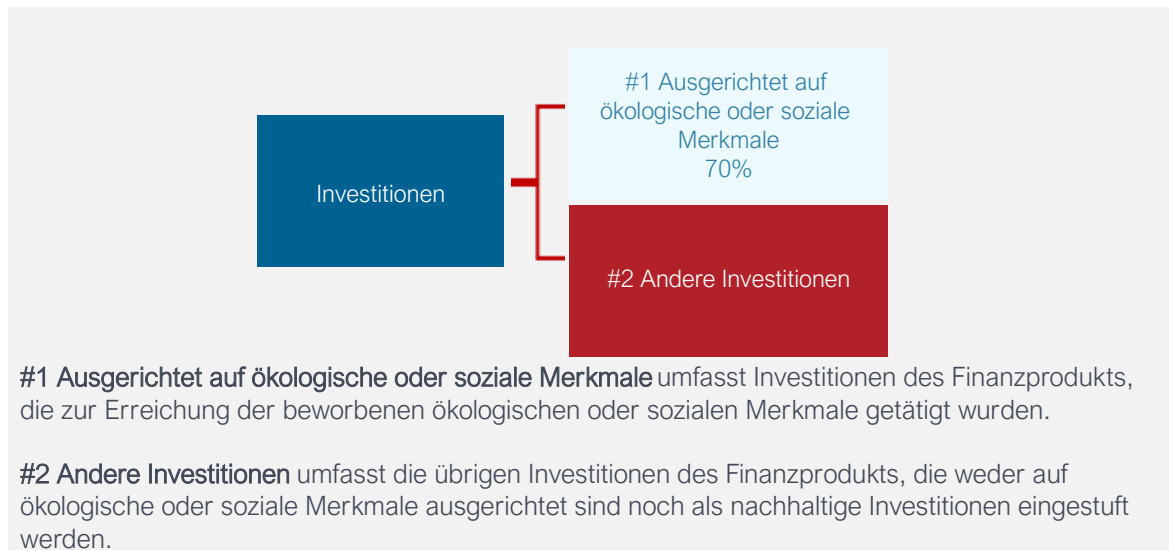 #1 Ausgerichtet auf
ökologische oder soziale
Merkmale
70%
Investitionen
#2 Andere Investitionen
#1 Ausgerichtet auf ökologische oder soziale Merkmale umfasst Investitionen des Finanzprodukts,
die zur Erreichung der beworbenen ökologischen oder sozialen Merkmale getätigt wurden.
#2 Andere Investitionen umfasst die übrigen Investitionen des Finanzprodukts, die weder auf
ökologische oder soziale Merkmale ausgerichtet sind noch als nachhaltige Investitionen eingestuft
werden.